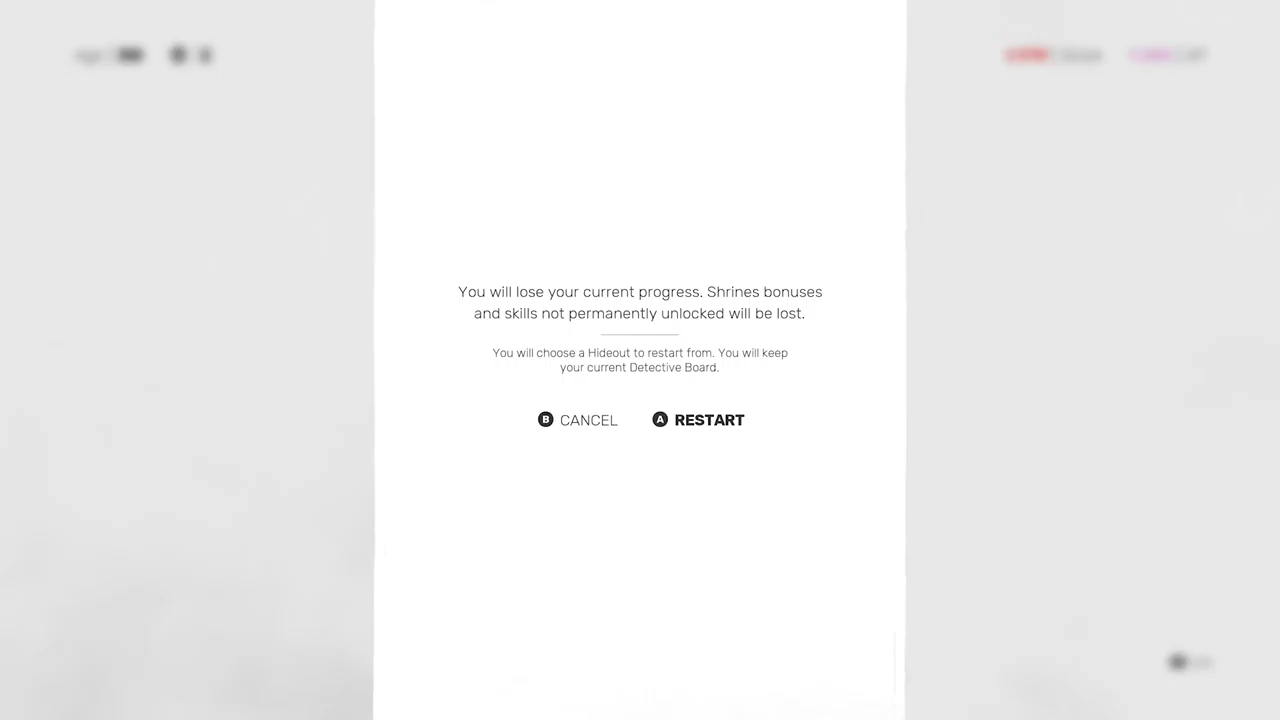 You will lose your current progress. Shrines bonuses
and skills not permanently unlocked will be lost.
You will choose a Hideout to restart from. You will keep
your current Detective Board.
B CANCEL A RESTART